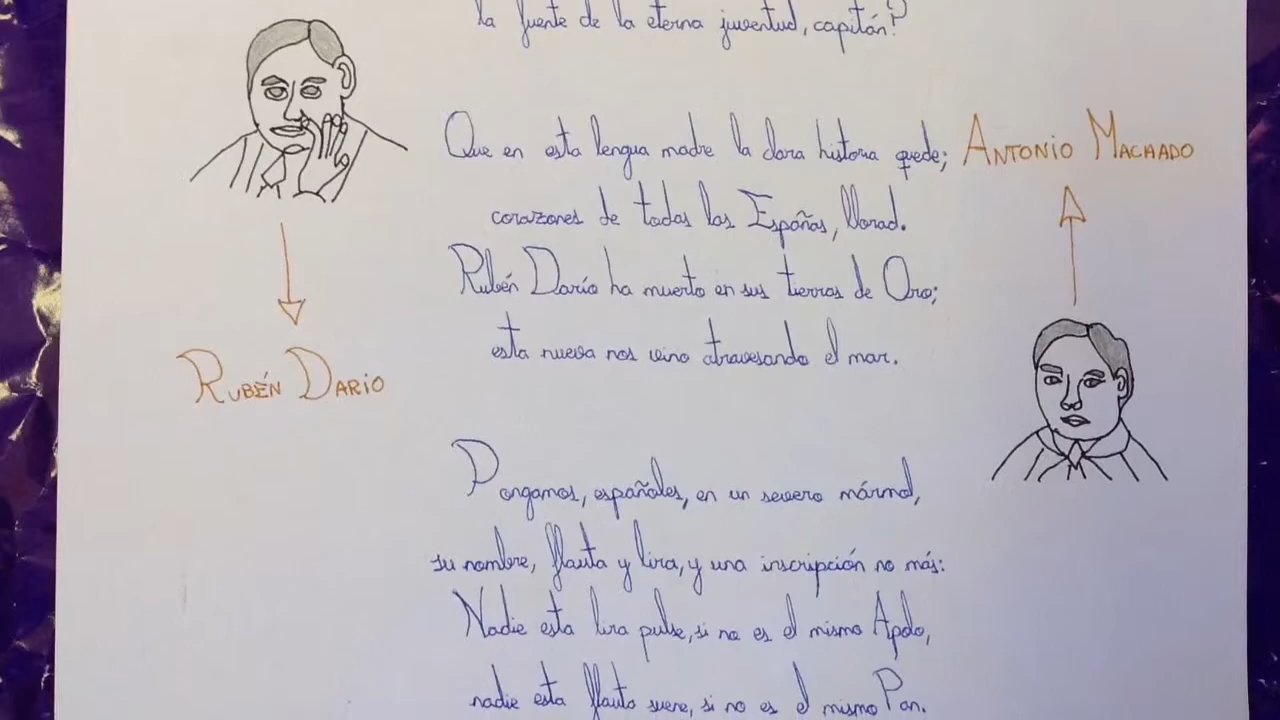 la fuente de la eterna juventud, capitán?
Que en esta lengua madre la clara historia quede;
corazones de todas las Españas, llorad.
Rubén Darío ha muerto en sus tierras de Oro;
esta nueva nos vino atravesando el mar.
Pongamos, españoles, en un severo mármol,
su nombre, flauta y lira, y una inscripción no más:
Nadie esta lira pulse, si no es el mismo Apolo,
nadie esta flauta suene, si no es el mismo Pan.
RUBÉN DARIO
ANTONIO MACHADO